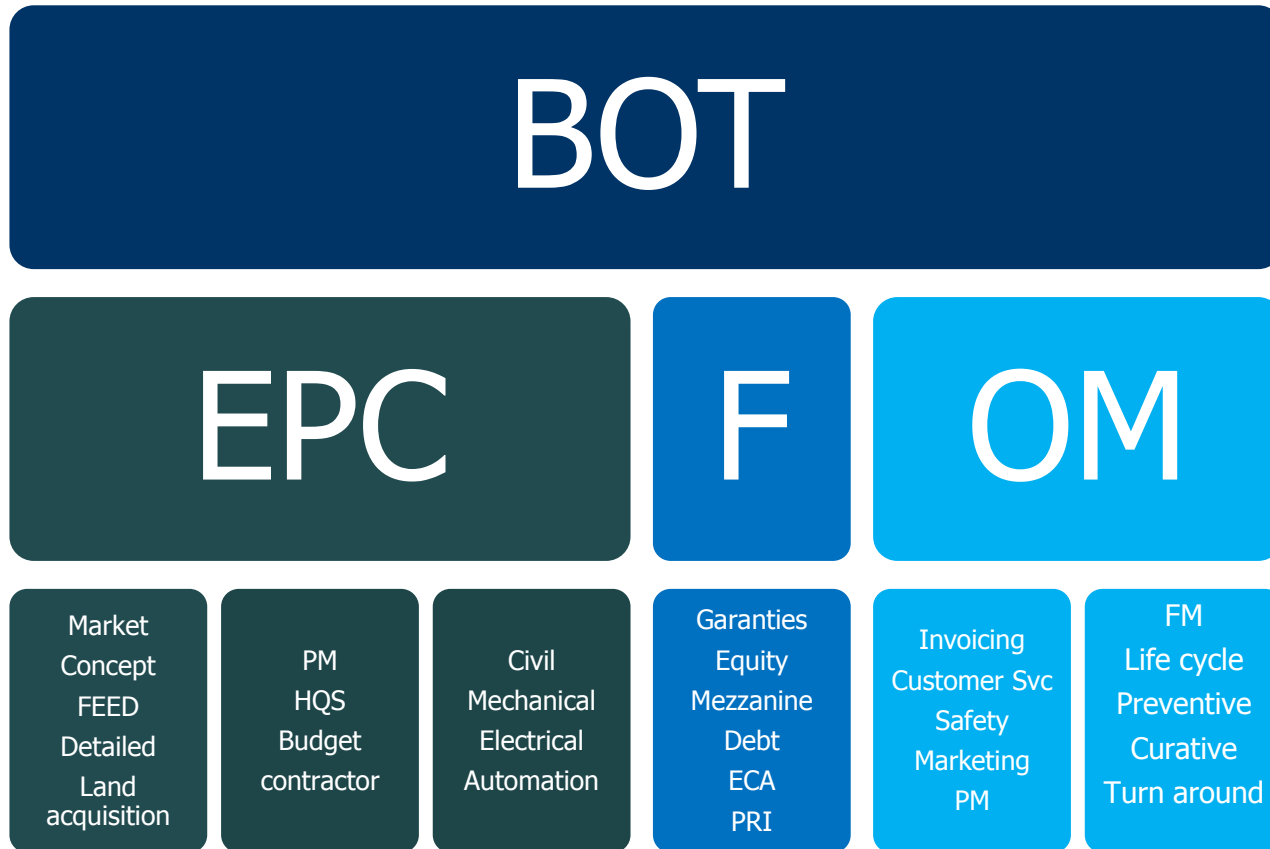 BOT
EPC
F
OM
Market
Concept
FEED
Detailed
Land
acquisition
PM
HQS
Budget
contractor
Civil
Mechanical
Electrical
Automation
Garanties
Equity
Mezzanine
Debt
ECA
PRI
Invoicing
Customer Svc
Safety
Marketing
PM
FM
Life cycle
Preventive
Curative
Turn around